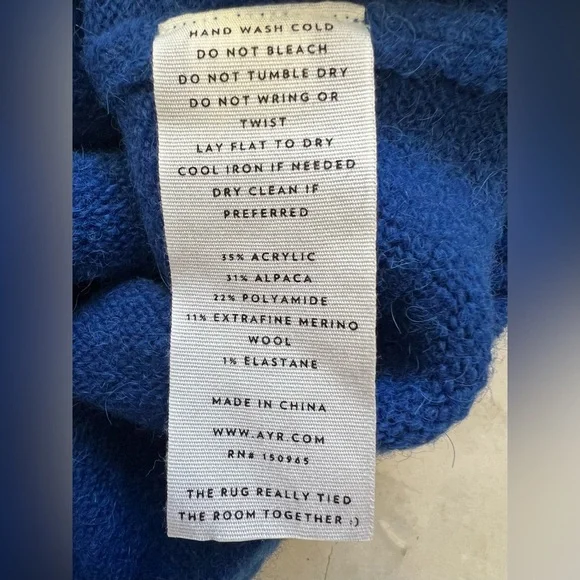 HAND WASH COLD
DO NOT BLEACH
DO NOT TUMBLE DRY
DO NOT WRING OR
TWIST
LAY FLAT TO DRY
COOL IRON IF NEEDED
DRY CLEAN IF
PREFERRED
35% ACRYLIC
31% ALPACA
22% POLYAMIDE
11% EXTRAFINE MERINO
WOOL
1% ELASTANE
MADE IN CHINA
WWW.AYR.COM
RN# 150965
THE RUG REALLY TIED
THE ROOM TOGETHER :)